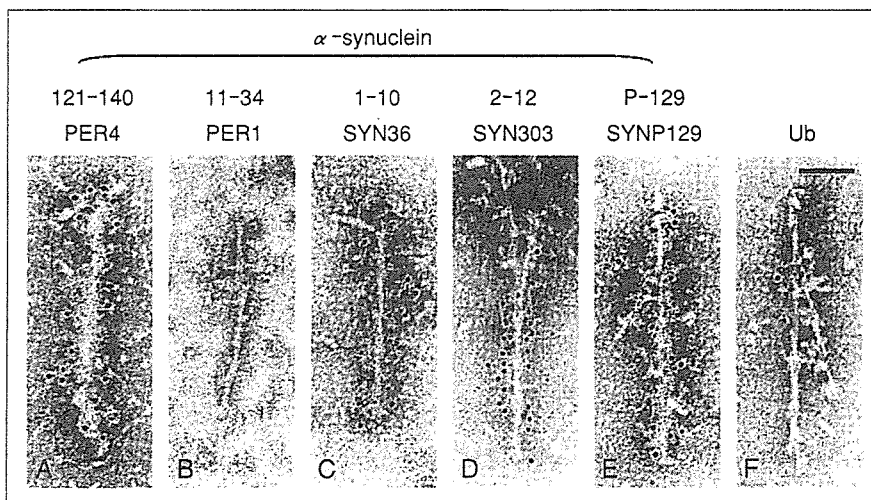 α-synuclein
121-140 11-34 1-10 2-12 P-129
PER4 PER1 SYN36 SYN303 SYNP129 Ub
A B C D E F